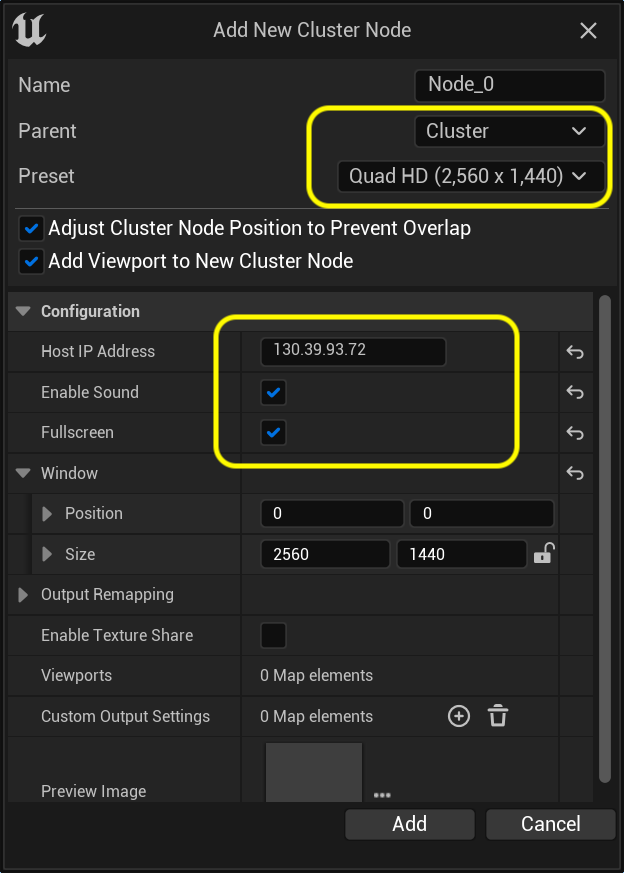 Add New Cluster Node
Name Node_0
Parent Cluster
Preset Quad HD (2,560 x 1,440)
Adjust Cluster Node Position to Prevent Overlap
Add Viewport to New Cluster Node
Configuration
Host IP Address 130.39.93.72
Enable Sound
Fullscreen
Window
Position 0 0
Size 2560 1440
Output Remapping
Enable Texture Share
Viewports 0 Map elements
Custom Output Settings 0 Map elements
Preview Image
Add Cancel